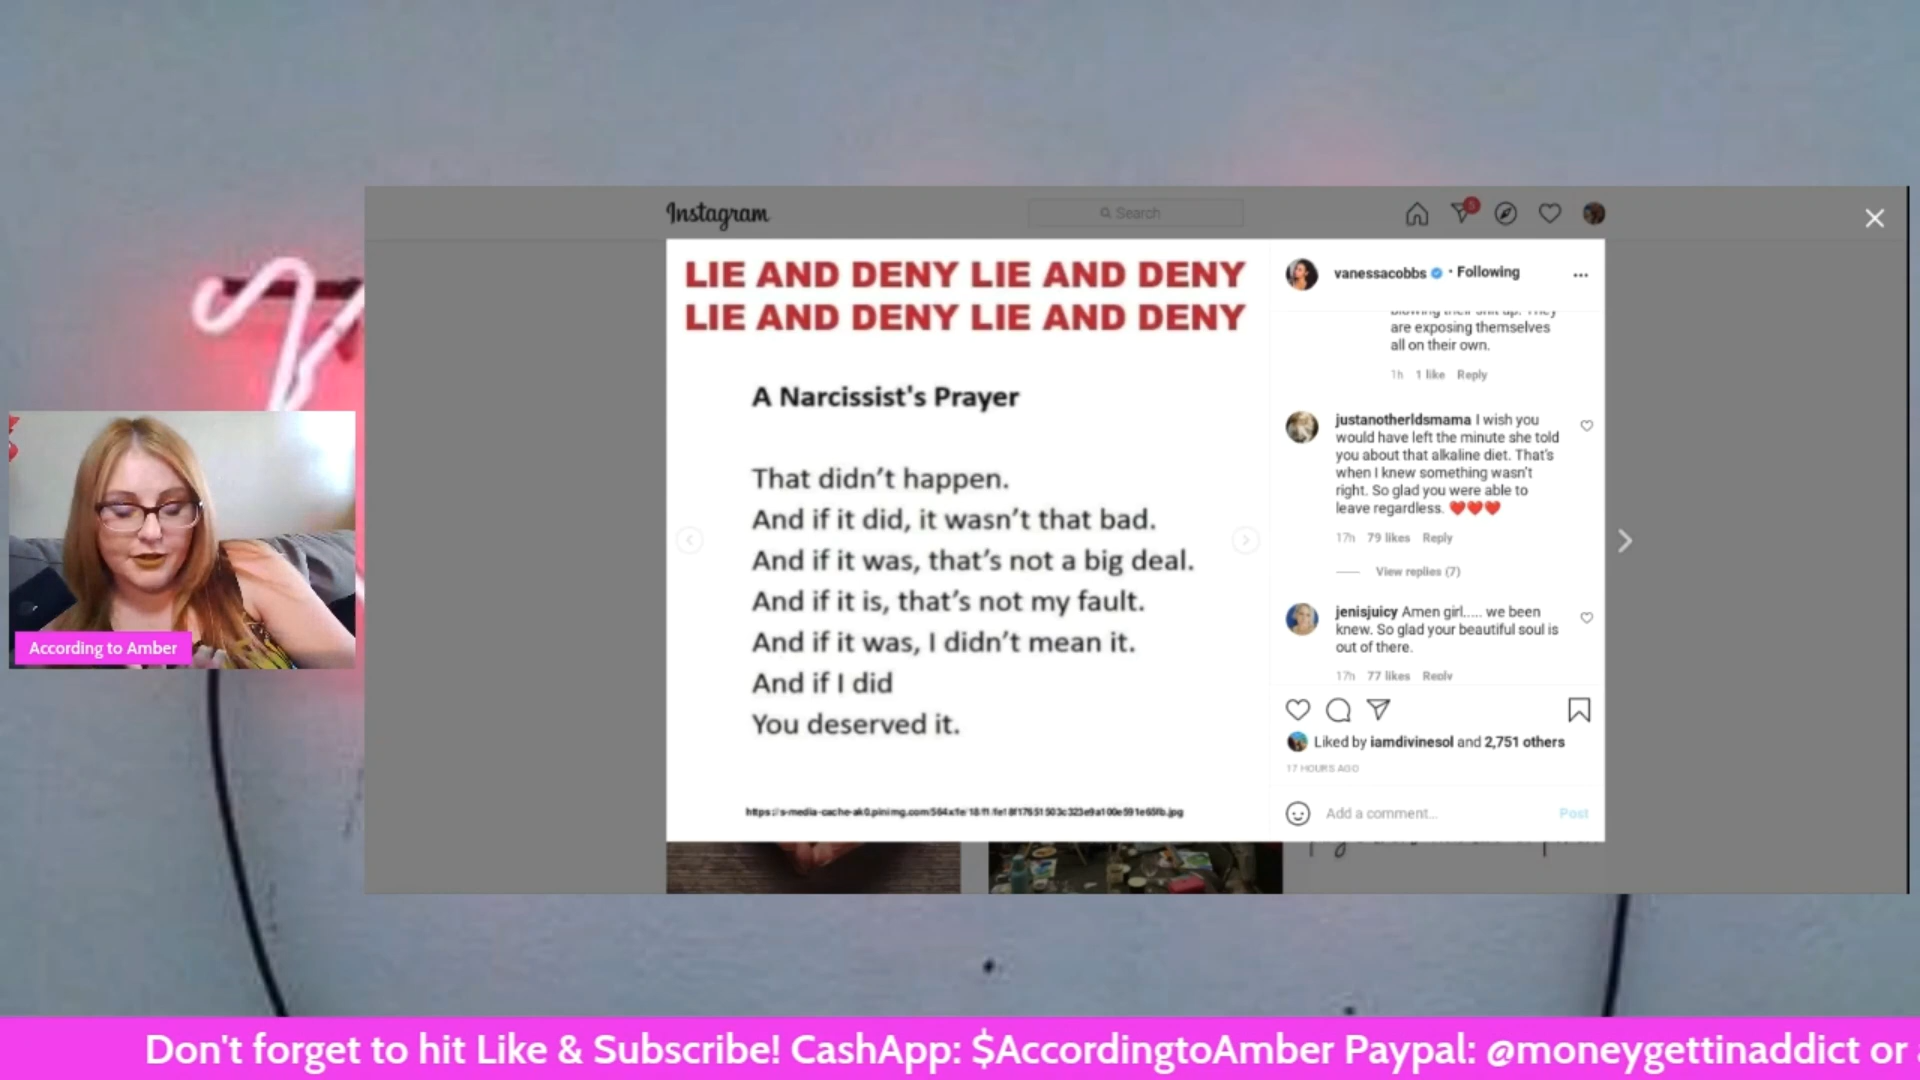 Instagram
Search
5
LIE AND DENY LIE AND DENY
LIE AND DENY LIE AND DENY
A Narcissist's Prayer
That didn't happen.
And if it did, it wasn't that bad.
And if it was, that's not a big deal.
And if it is, that's not my fault.
And if it was, I didn't mean it.
And if I did
You deserved it.
vanessacobbs • Following
are exposing themselves
all on their own.
1h 1 like Reply
justanotherldsmama I wish you
would have left the minute she told
you about that alkaline diet. That's
when I knew something wasn't
right. So glad you were able to
leave regardless. ❤️❤️❤️
17h 79 likes Reply
View replies (7)
jenisjuicy Amen girl..... we been
knew. So glad your beautiful soul is
out of there.
17h 77 likes Reply
Liked by iamdivinesol and 2,751 others
17 HOURS AGO
Add a comment...
Post
According to Amber
Don't forget to hit Like & Subscribe! CashApp: $AccordingtoAmber Paypal: @moneygettinaddict or